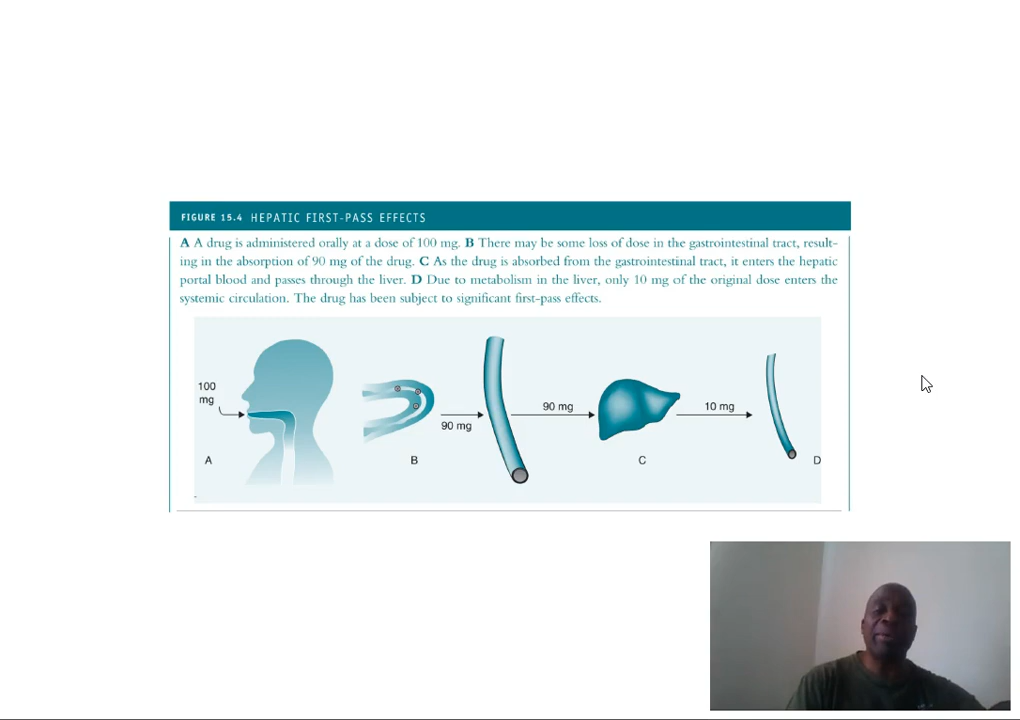 FIGURE 15.4 HEPATIC FIRST-PASS EFFECTS
A A drug is administered orally at a dose of 100 mg. B There may be some loss of dose in the gastrointestinal tract, result-
ing in the absorption of 90 mg of the drug. C As the drug is absorbed from the gastrointestinal tract, it enters the hepatic
portal blood and passes through the liver. D Due to metabolism in the liver, only 10 mg of the original dose enters the
systemic circulation. The drug has been subject to significant first-pass effects.
100
mg
90 mg
90 mg
10 mg
A
B
C
D